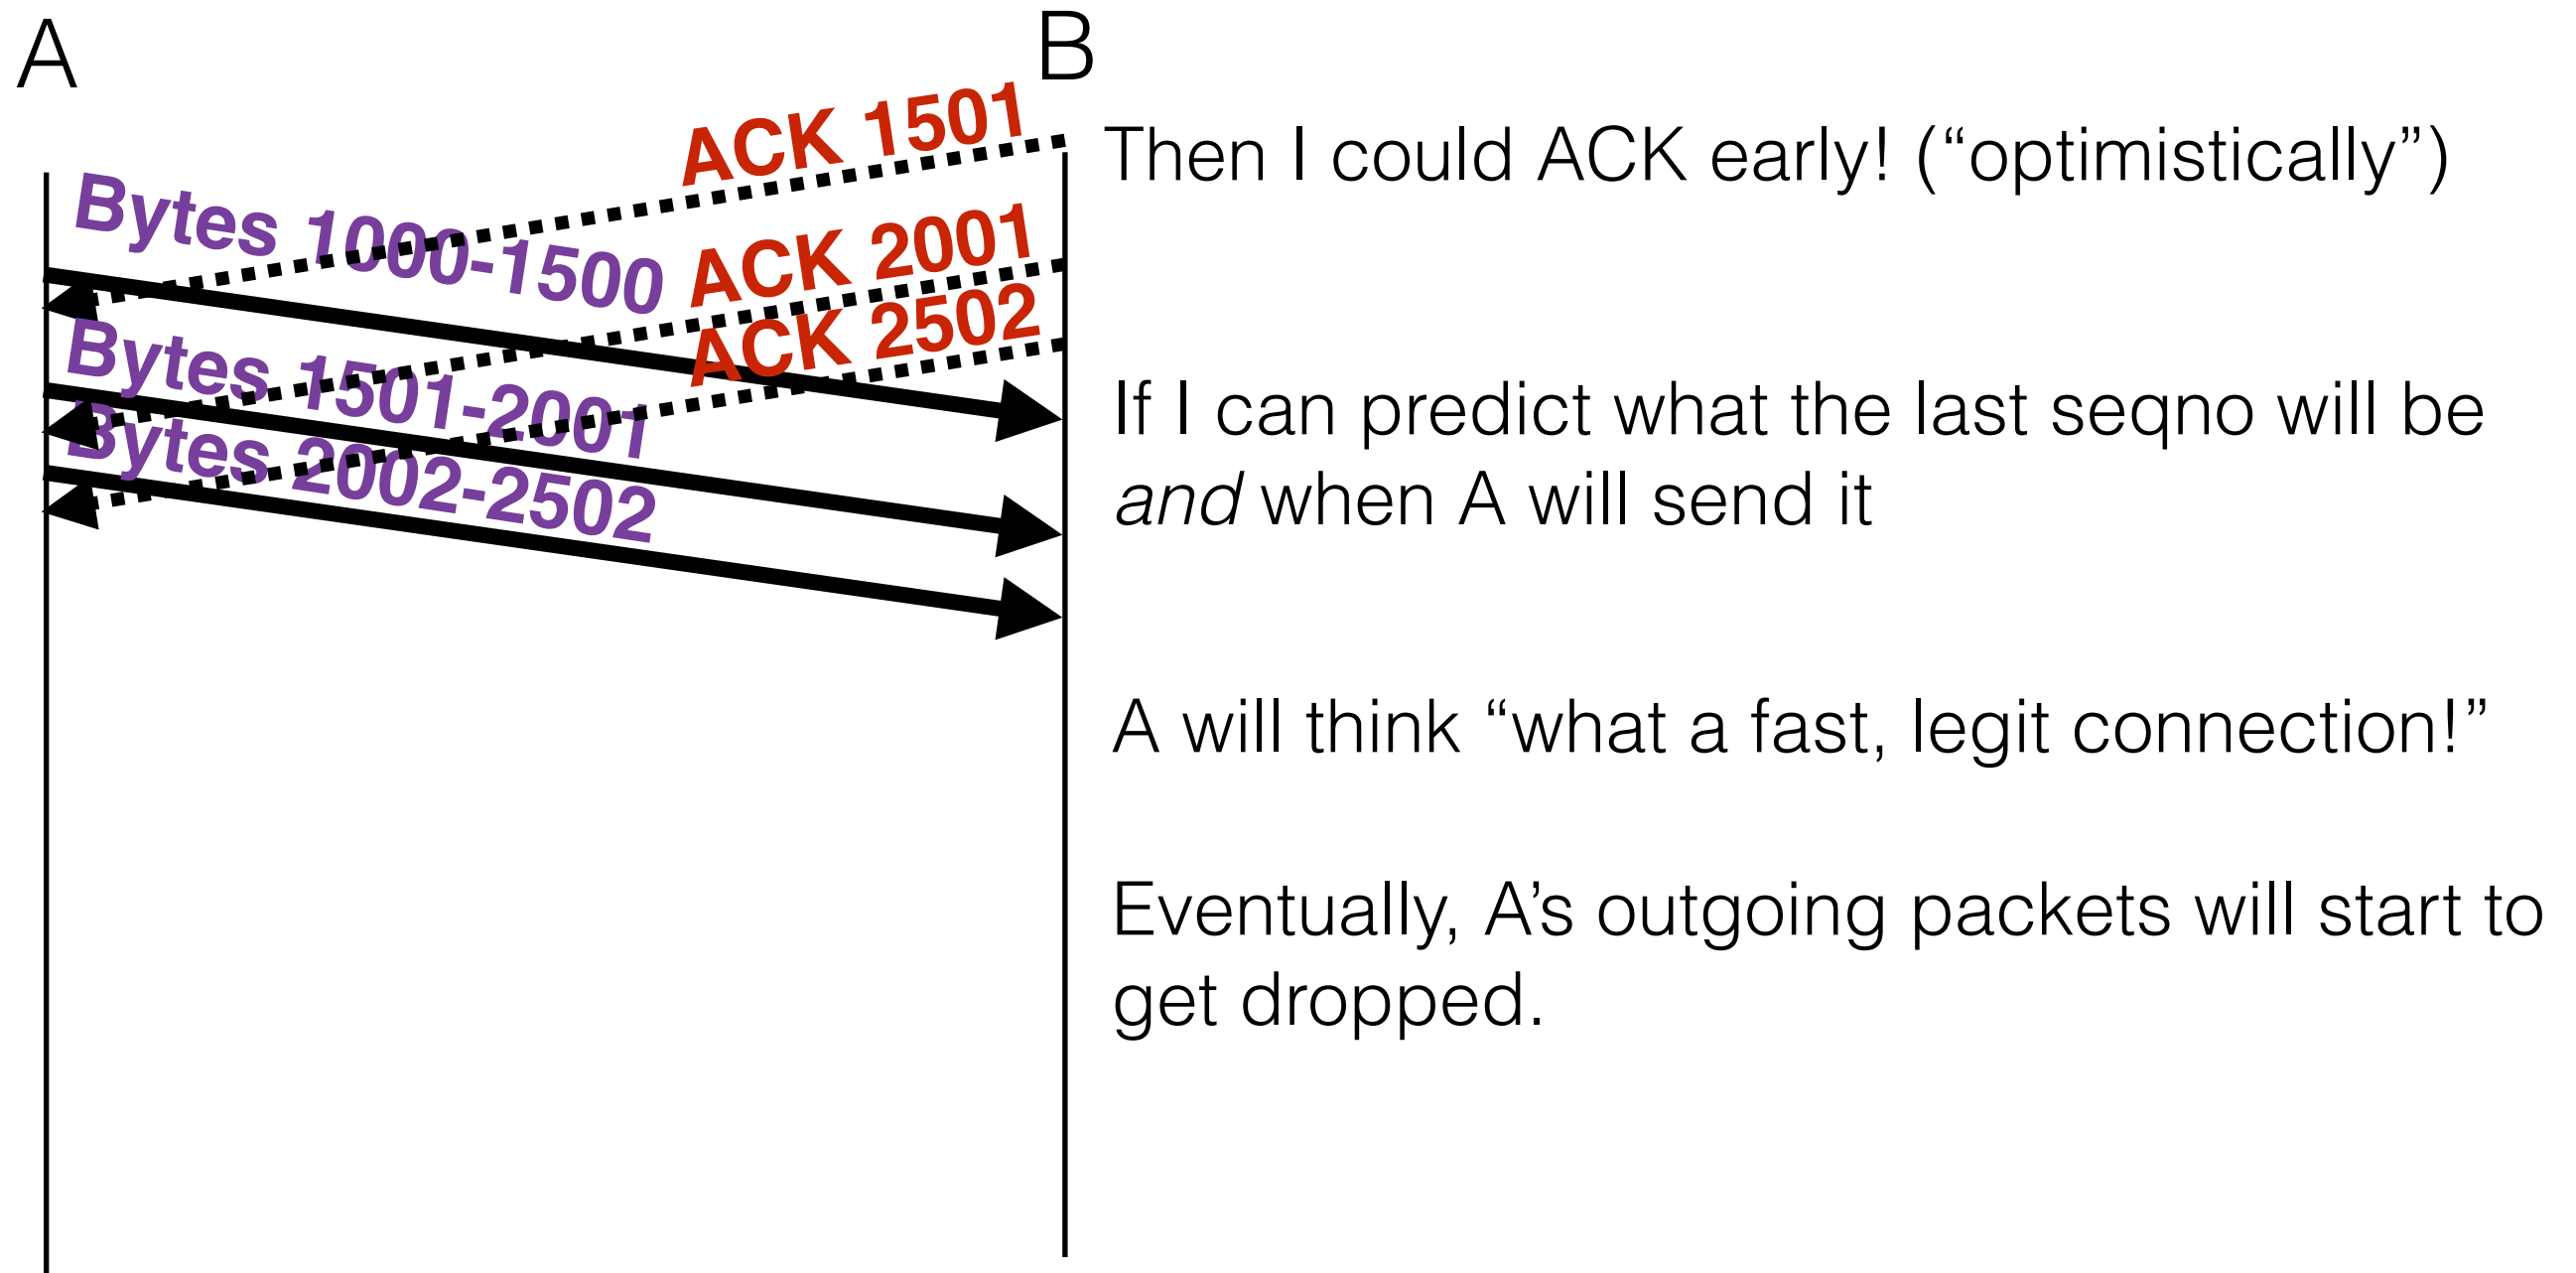 A
B
ACK 1501
Then I could ACK early! (“optimistically”)
Bytes 1000-1500
ACK 2001
ACK 2502
Bytes 1501-2001
Bytes 2002-2502
If I can predict what the last seqno will be
and when A will send it
A will think “what a fast, legit connection!”
Eventually, A’s outgoing packets will start to
get dropped.